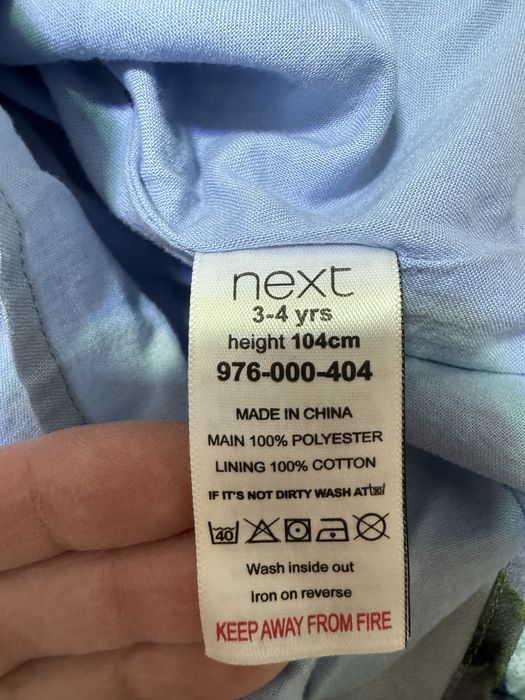 next
3-4 yrs
height 104cm
976-000-404
MADE IN CHINA
MAIN 100% POLYESTER
LINING 100% COTTON
IF IT'S NOT DIRTY WASH AT
40
Wash inside out
Iron on reverse
KEEP AWAY FROM FIRE